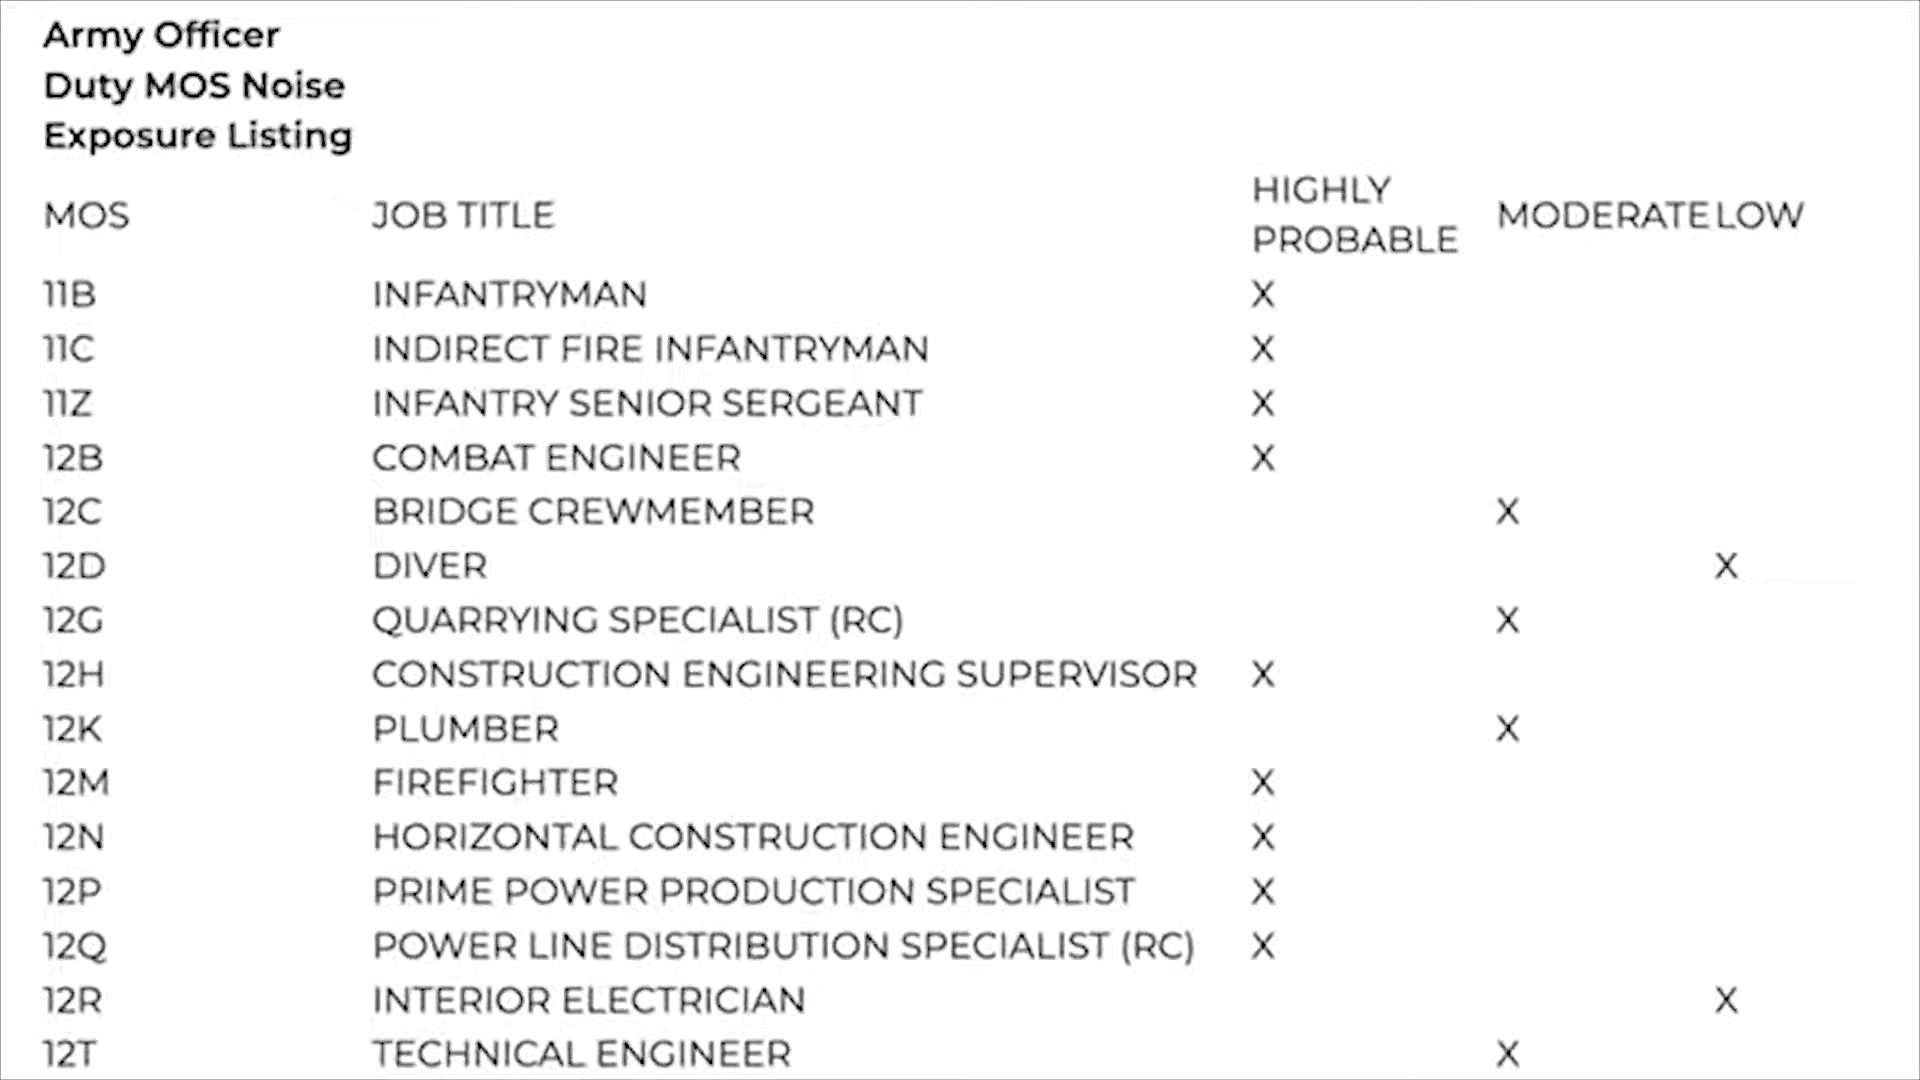 Army Officer
Duty MOS Noise
Exposure Listing
MOS JOB TITLE HIGHLY PROBABLE MODERATE LOW
11B INFANTRYMAN X
11C INDIRECT FIRE INFANTRYMAN X
11Z INFANTRY SENIOR SERGEANT X
12B COMBAT ENGINEER X
12C BRIDGE CREWMEMBER X
12D DIVER X
12G QUARRYING SPECIALIST (RC) X
12H CONSTRUCTION ENGINEERING SUPERVISOR X
12K PLUMBER X
12M FIREFIGHTER X
12N HORIZONTAL CONSTRUCTION ENGINEER X
12P PRIME POWER PRODUCTION SPECIALIST X
12Q POWER LINE DISTRIBUTION SPECIALIST (RC) X
12R INTERIOR ELECTRICIAN X
12T TECHNICAL ENGINEER X